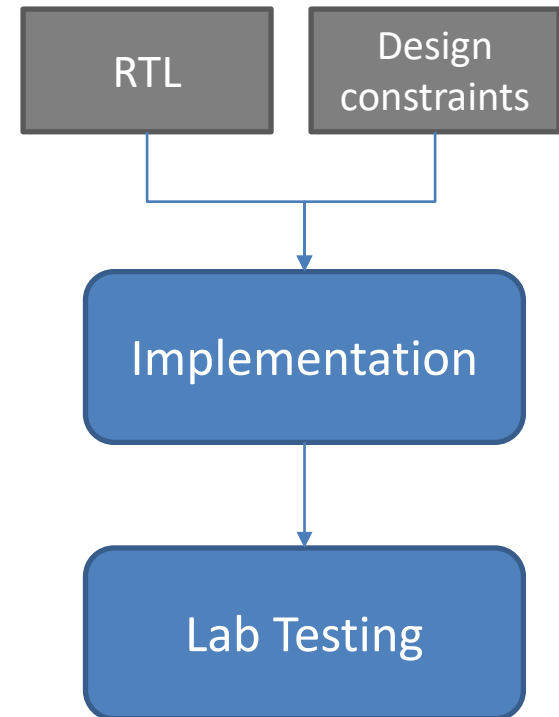 RTL
Design
constraints
Implementation
Lab Testing